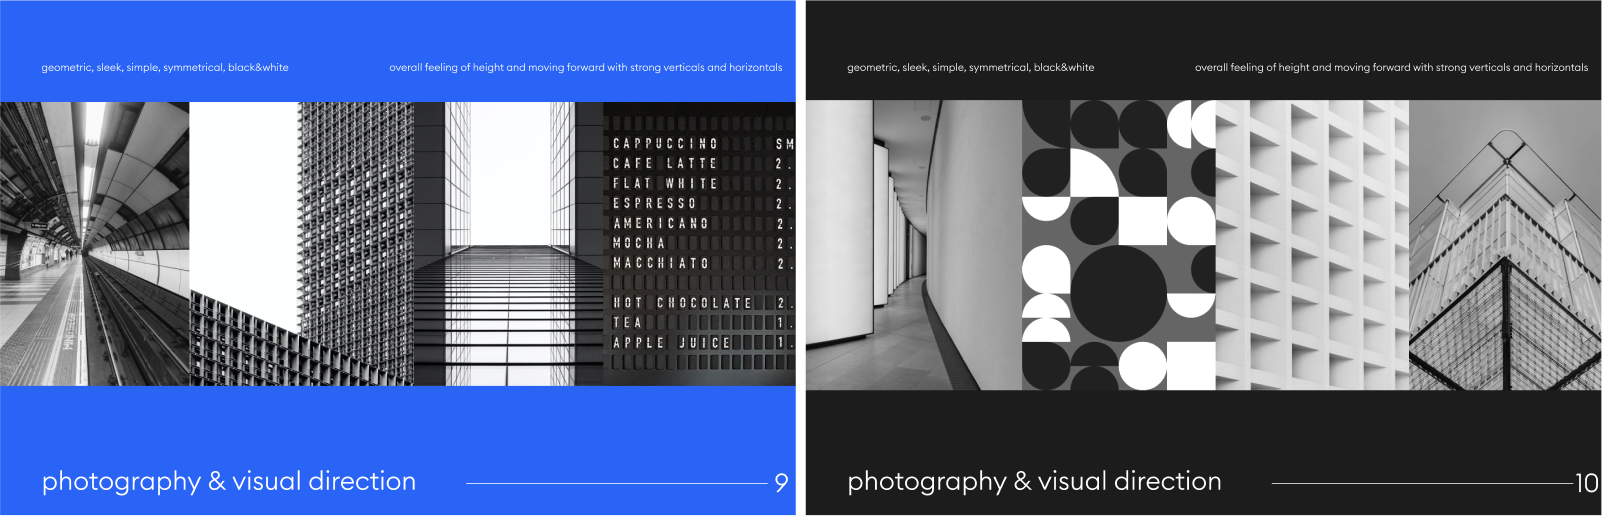 geometric, sleek, simple, symmetrical, black&white
overall feeling of height and moving forward with strong verticals and horizontals
CAPPUCCINO SM
CAFE LATTE 2.
FLAT WHITE 2.
ESPRESSO 2.
AMERICANO 2.
MOCHA 2.
MACCHIATO 2.
HOT CHOCOLATE 2.
TEA 1.
APPLE JUICE 1.
photography & visual direction
9
geometric, sleek, simple, symmetrical, black&white
overall feeling of height and moving forward with strong verticals and horizontals
photography & visual direction
10